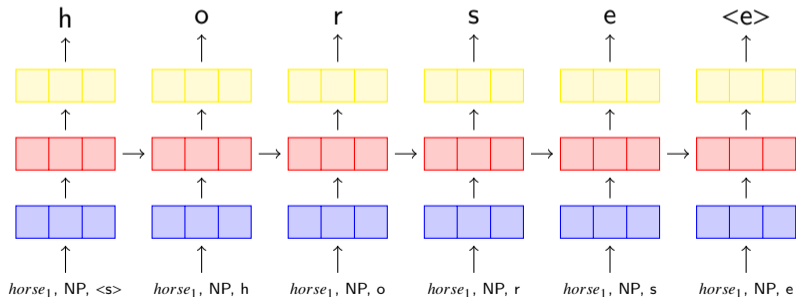 h o r s e <e>
horse₁, NP, <s> horse₁, NP, h horse₁, NP, o horse₁, NP, r horse₁, NP, s horse₁, NP, e